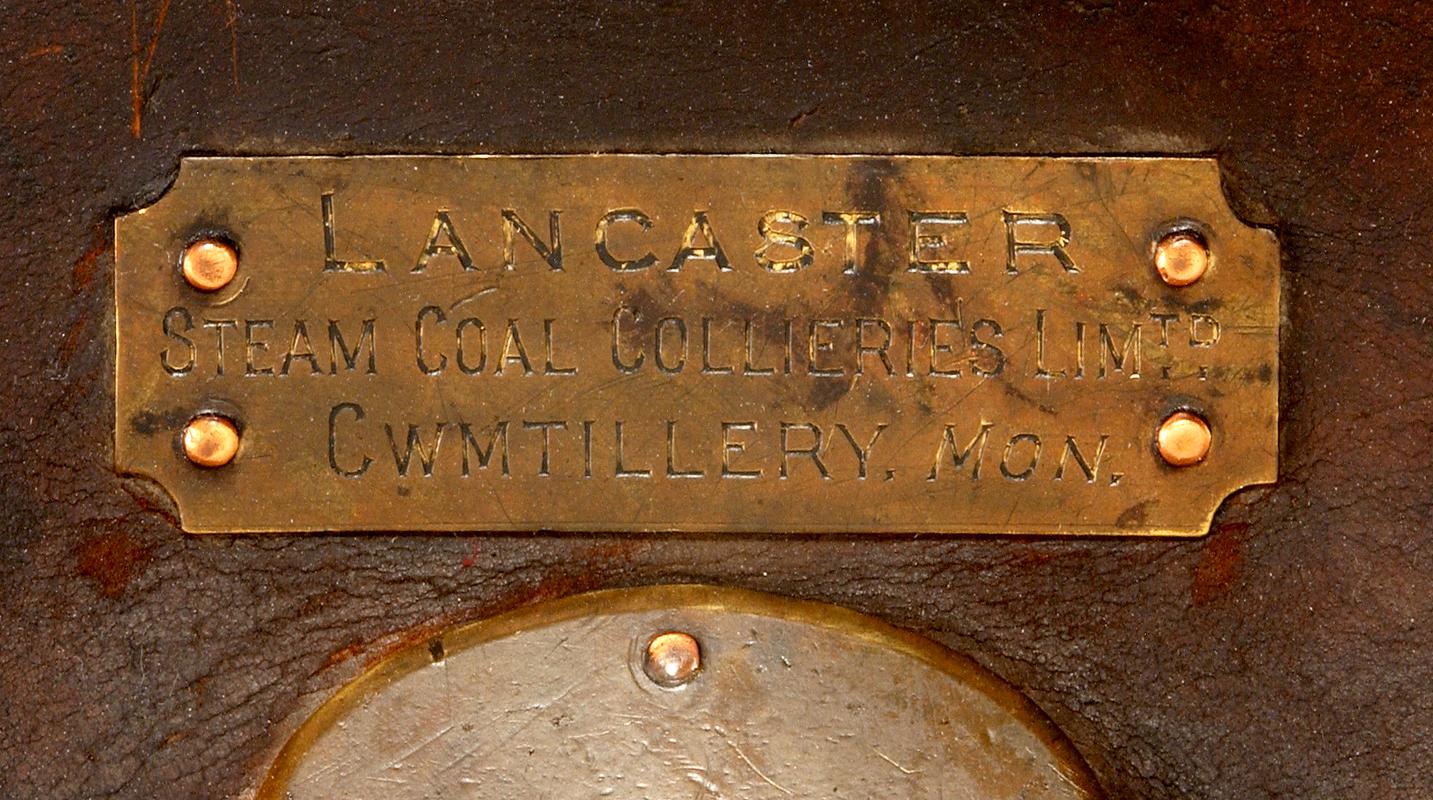 LANCASTER
STEAM COAL COLLIERIES LIMTD
CWMTILLERY, MON.